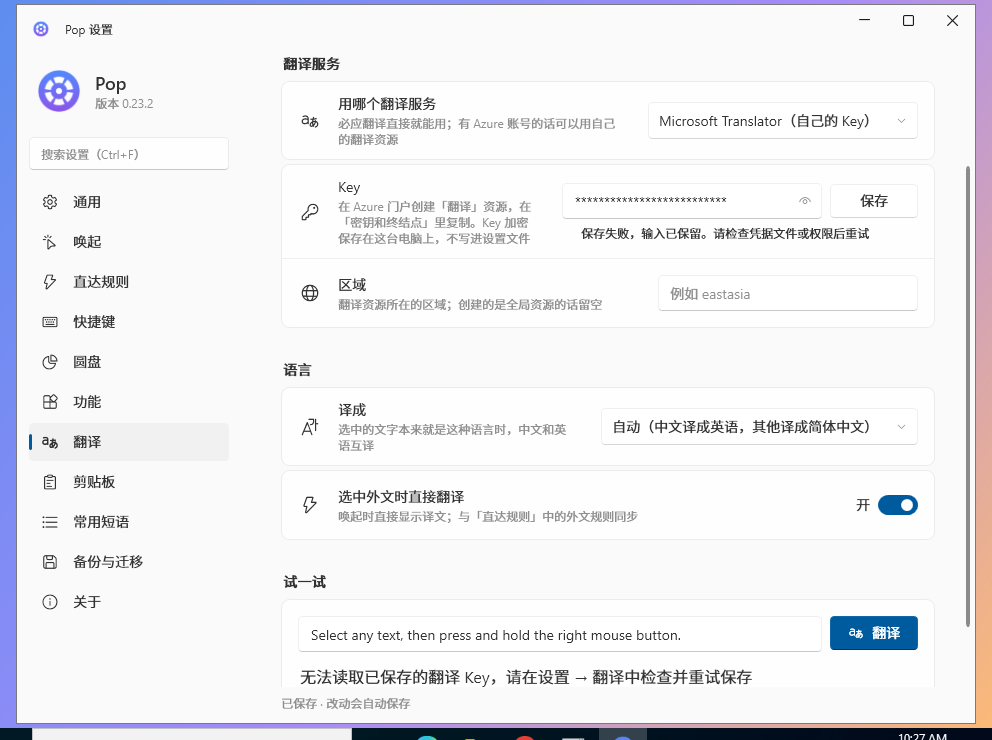 Pop 设置
Pop
版本 0.23.2
搜索设置（Ctrl+F）
通用
唤起
直达规则
快捷键
圆盘
功能
翻译
剪贴板
常用短语
备份与迁移
关于
翻译服务
用哪个翻译服务
必应翻译直接就能用；有 Azure 账号的话可以用自己
的翻译资源
Microsoft Translator（自己的 Key）
Key
在 Azure 门户创建「翻译」资源，在
「密钥和终结点」里复制。Key 加密
保存在这台电脑上，不写进设置文件
**************************
保存
保存失败，输入已保留。请检查凭据文件或权限后重试
区域
翻译资源所在的区域；创建的是全局资源的话留空
例如 eastasia
语言
译成
选中的文字本来就是这种语言时，中文和英
语互译
自动（中文译成英语，其他译成简体中文）
选中外文时直接翻译
唤起时直接显示译文；与「直达规则」中的外文规则同步
开
试一试
Select any text, then press and hold the right mouse button.
翻译
无法读取已保存的翻译 Key，请在设置 → 翻译中检查并重试保存
已保存 · 改动会自动保存
10:27 AM